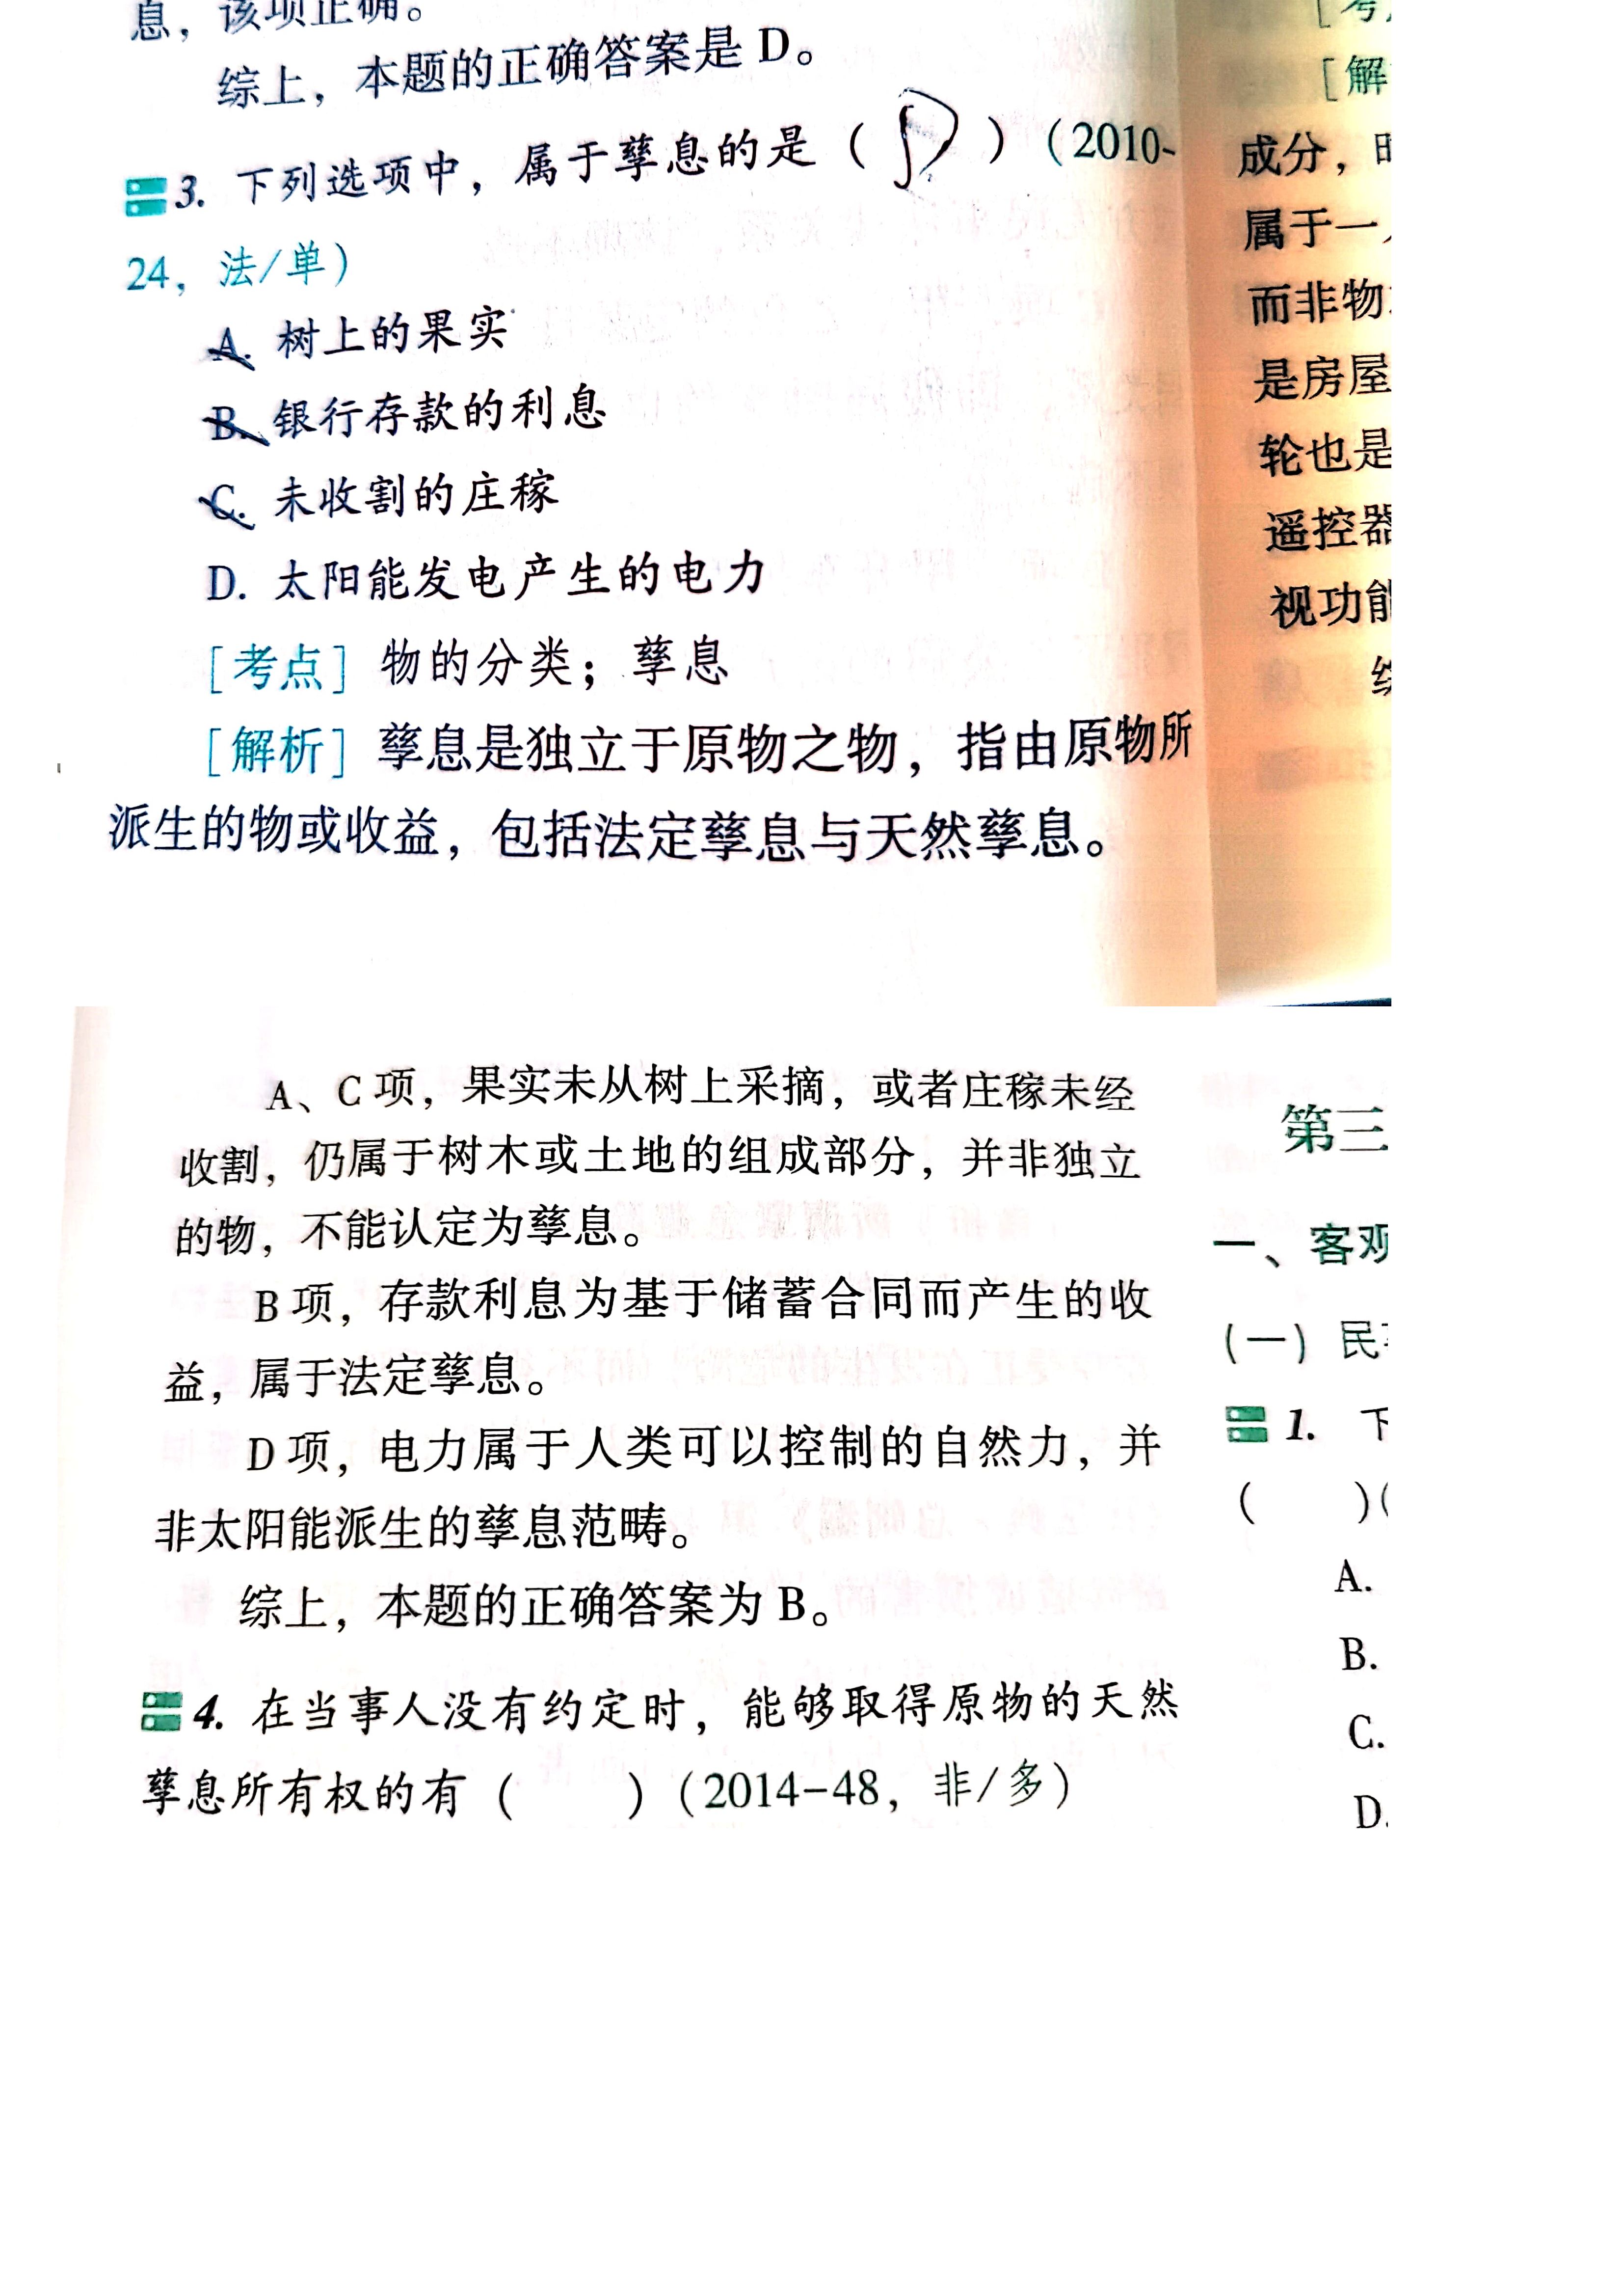 息，该项正确。
综上，本题的正确答案是 D。
3. 下列选项中，属于孳息的是（ D ）（2010-
24，法/单）
A. 树上的果实
B. 银行存款的利息
C. 未收割的庄稼
D. 太阳能发电产生的电力
［考点］物的分类；孳息
［解析］孳息是独立于原物之物，指由原物所
派生的物或收益，包括法定孳息与天然孳息。
［解
成分，
属于一
而非物
是房屋
轮也是
遥控器
视功能
A、C 项，果实未从树上采摘，或者庄稼未经
收割，仍属于树木或土地的组成部分，并非独立
的物，不能认定为孳息。
B 项，存款利息为基于储蓄合同而产生的收
益，属于法定孳息。
D 项，电力属于人类可以控制的自然力，并
非太阳能派生的孳息范畴。
综上，本题的正确答案为 B。
4. 在当事人没有约定时，能够取得原物的天然
孳息所有权的有（ ）（2014-48，非/多）
第三
一、客观
（一）民
1. 下
（ ）（
A.
B.
C.
D.